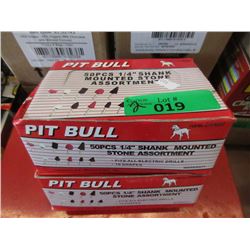 PIT BULL
50PCS 1/4" SHANK
MOUNTED STONE
ASSORTMENT
Lot #
2 019
PIT BULL
50PCS 1/4" SHANK MOUNTED
STONE ASSORTMENT
• FITS ALL ELECTRIC DRILLS
PIT BULL
50PCS 1/4" SHANK MOUNTED
STONE ASSORTMENT